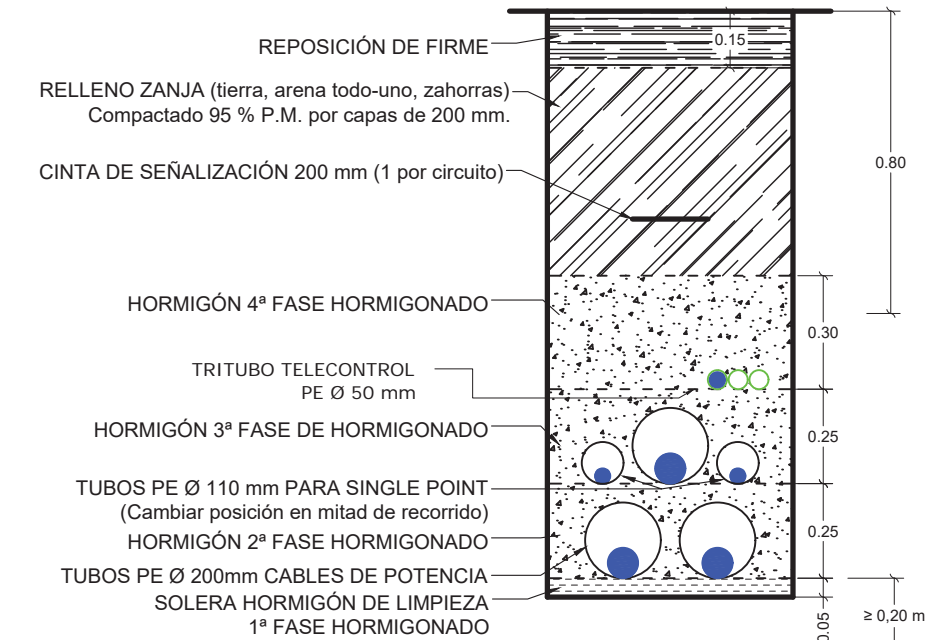 REPOSICIÓN DE FIRME
0.15
RELLENO ZANJA (tierra, arena todo-uno, zahorras)
Compactado 95 % P.M. por capas de 200 mm.
0.80
CINTA DE SEÑALIZACIÓN 200 mm (1 por circuito)
HORMIGÓN 4ª FASE HORMIGONADO
0.30
TRITUBO TELECONTROL
PE Ø 50 mm
HORMIGÓN 3ª FASE DE HORMIGONADO
0.25
TUBOS PE Ø 110 mm PARA SINGLE POINT
(Cambiar posición en mitad de recorrido)
HORMIGÓN 2ª FASE HORMIGONADO
0.25
TUBOS PE Ø 200mm CABLES DE POTENCIA
SOLERA HORMIGÓN DE LIMPIEZA
1ª FASE HORMIGONADO
0.05
≥ 0,20 m